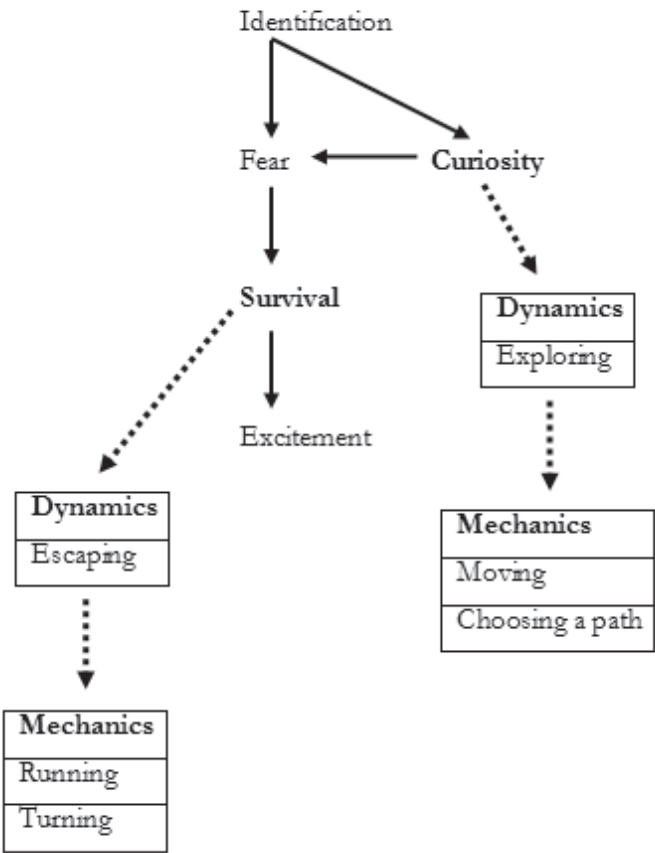 Identification
Fear
Curiosity
Survival
Dynamics
Exploring
Excitement
Dynamics
Escaping
Mechanics
Moving
Choosing a path
Mechanics
Running
Turning